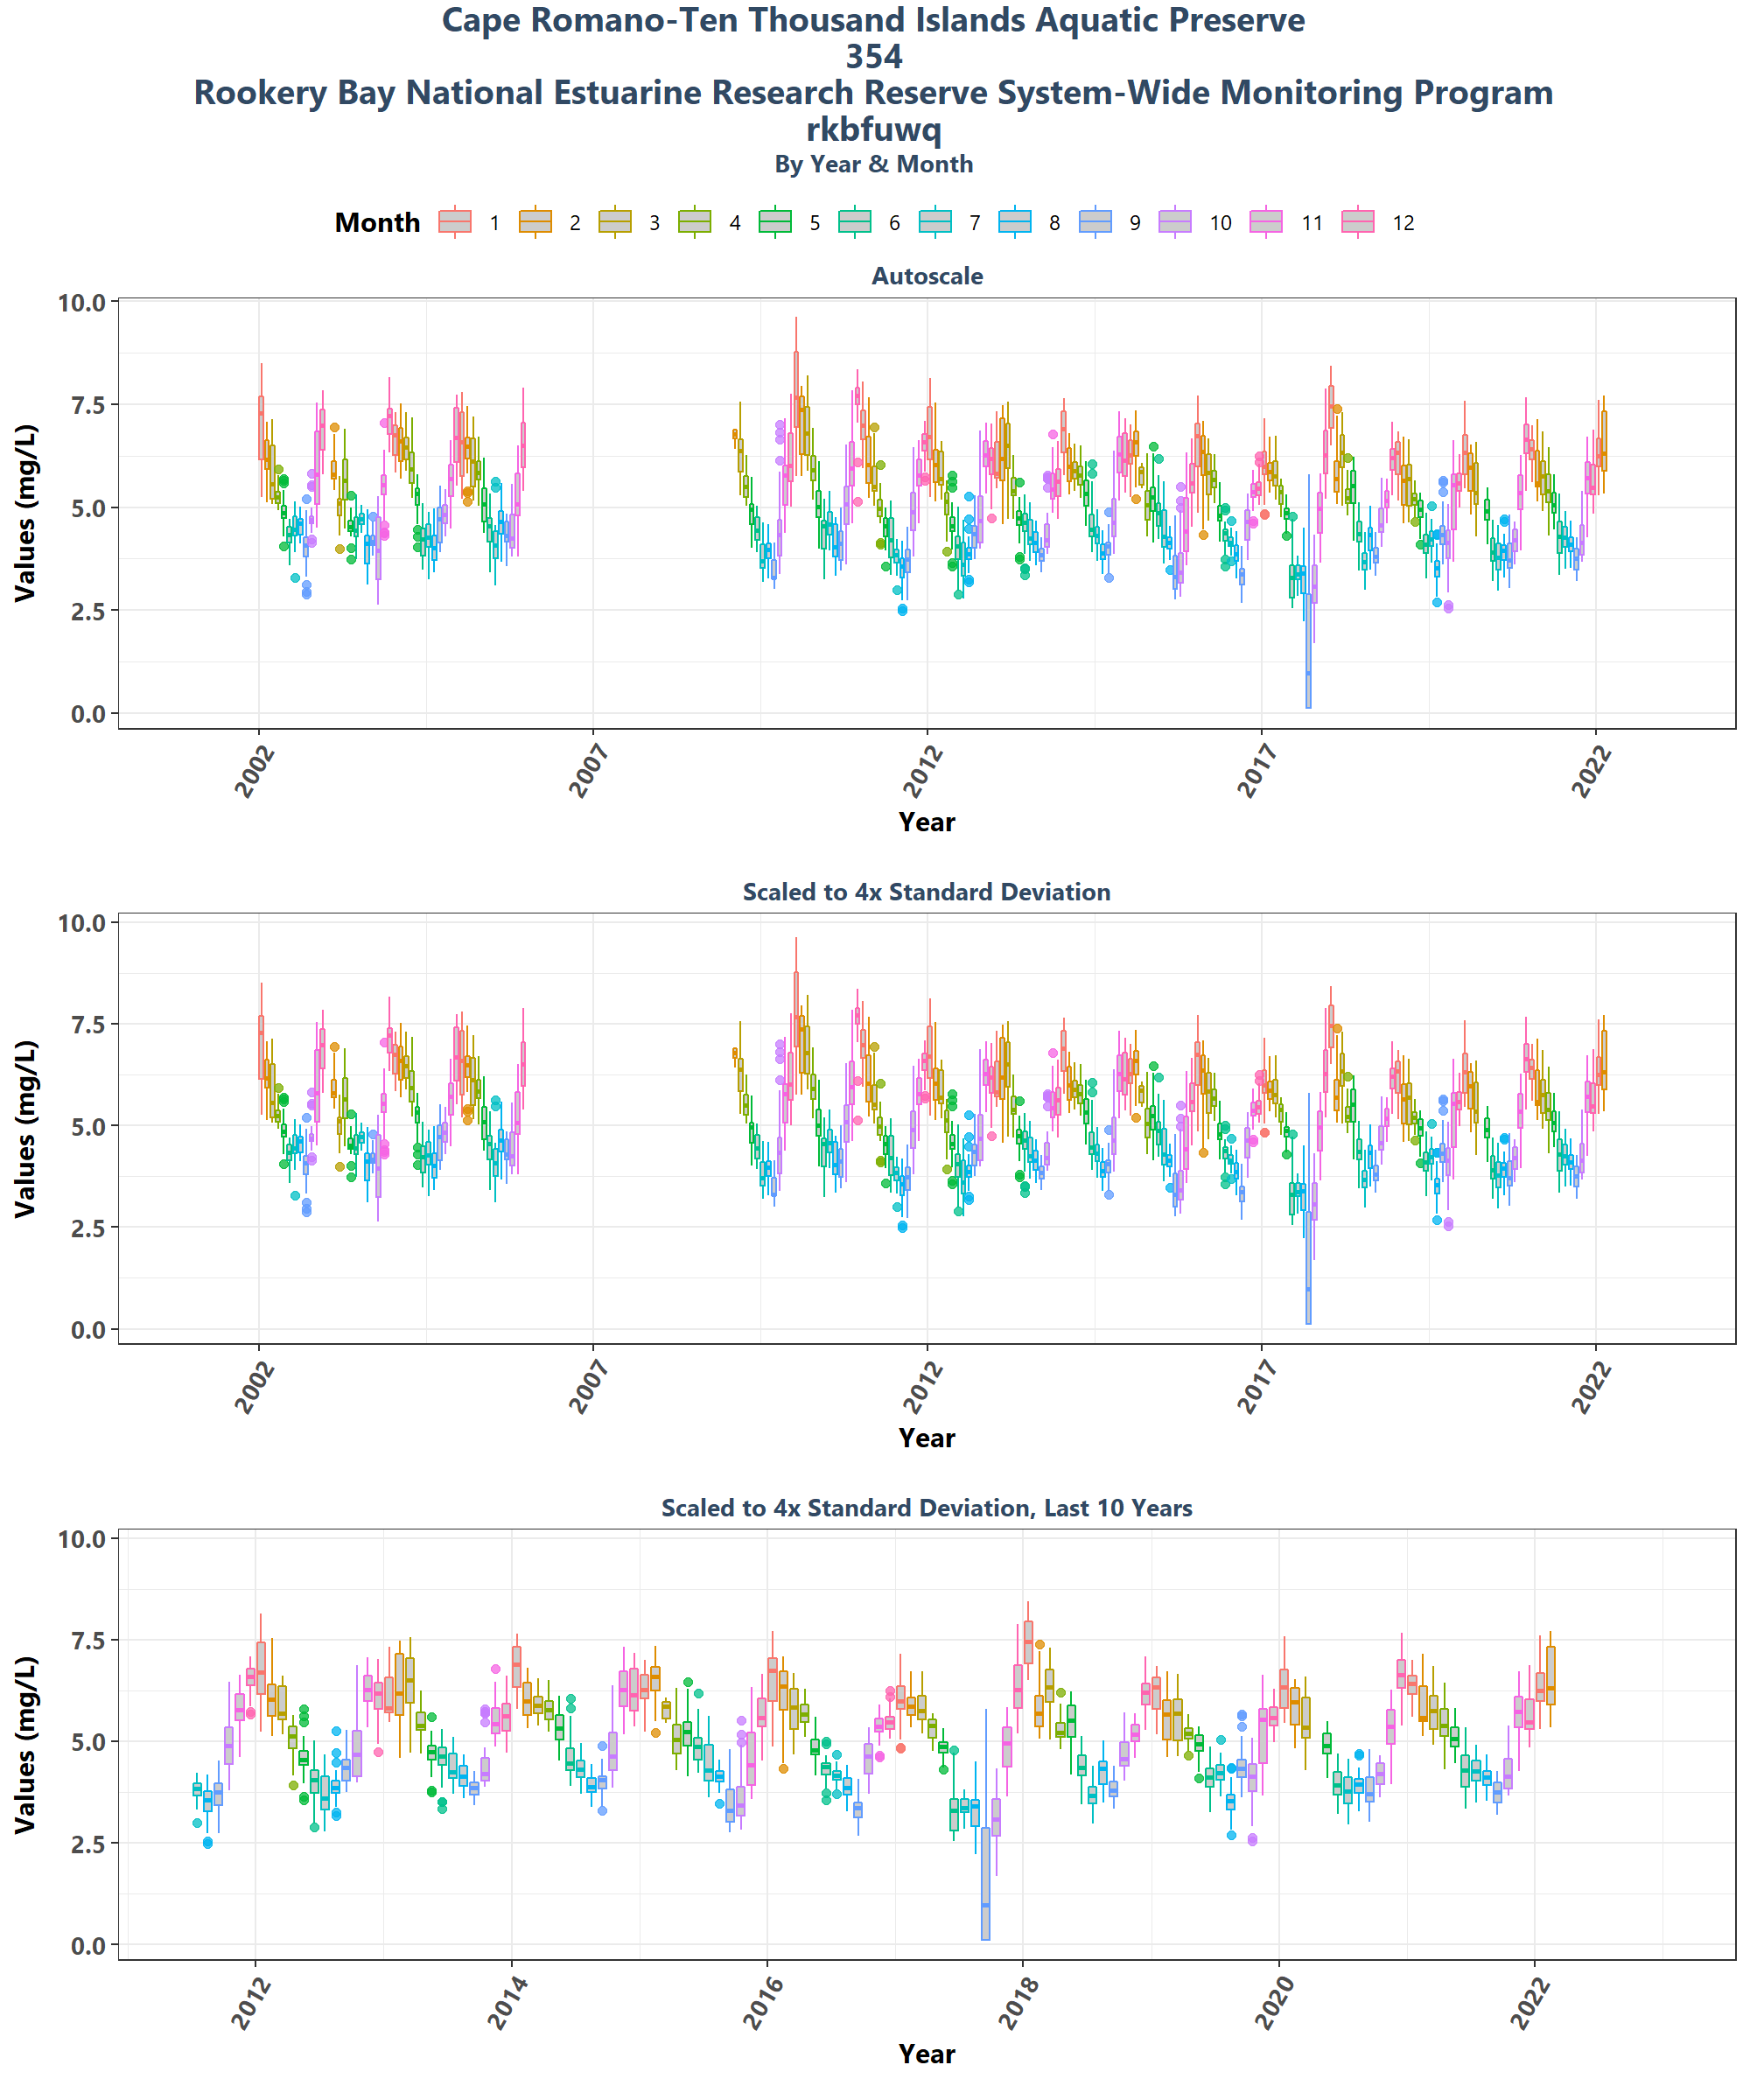 Cape Romano-Ten Thousand Islands Aquatic Preserve
354
Rookery Bay National Estuarine Research Reserve System-Wide Monitoring Program
rkbfuwq
By Year & Month
Month 1 2 3 4 5 6 7 8 9 10 11 12
Autoscale
Values (mg/L)
10.0
7.5
5.0
2.5
0.0
2002 2007 2012 2017 2022
Year
Scaled to 4x Standard Deviation
Values (mg/L)
10.0
7.5
5.0
2.5
0.0
2002 2007 2012 2017 2022
Year
Scaled to 4x Standard Deviation, Last 10 Years
Values (mg/L)
10.0
7.5
5.0
2.5
0.0
2012 2014 2016 2018 2020 2022
Year